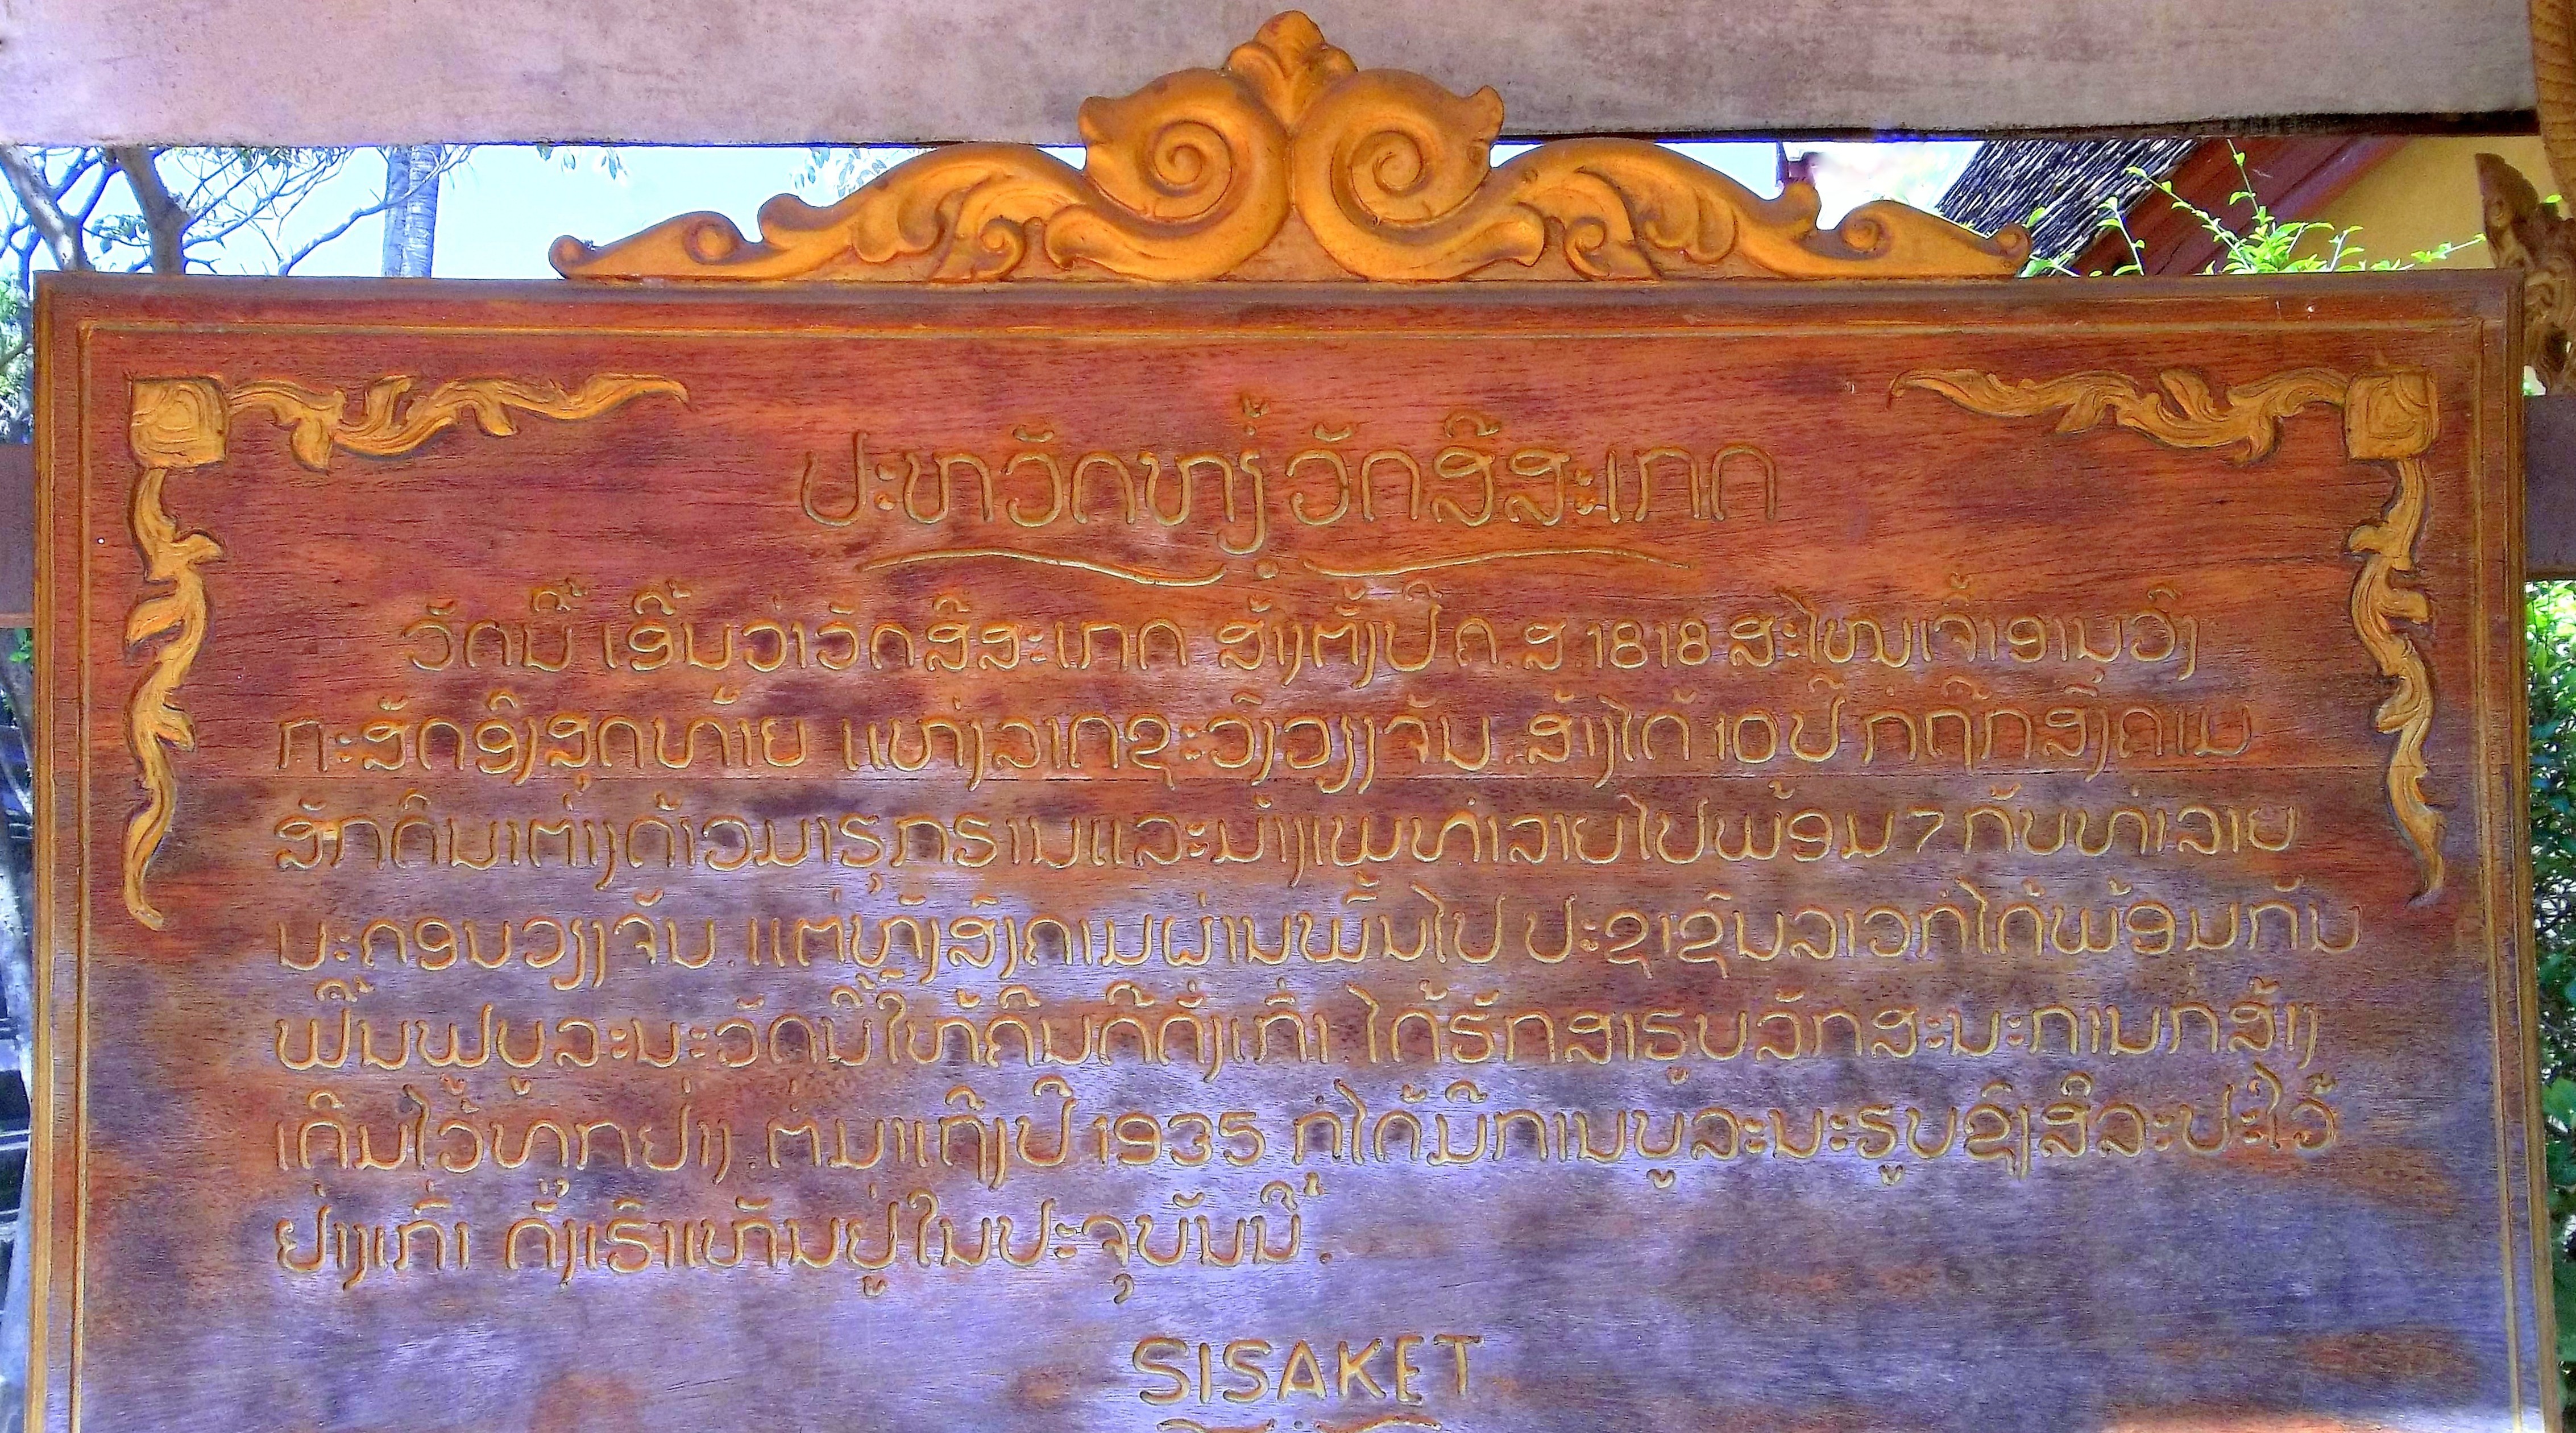 ປະຫວັດຫຍໍ້ວັດສີສະເກດ
ວັດນີ້ ເອີ້ນວ່າວັດສີສະເກດ ສ້າງຕັ້ງປີ ຄ.ສ.1818 ສະໄໝເຈົ້າອານຸວົງ
ກະສັດອົງສຸດທ້າຍ ແຫ່ງລາດຊະວົງວຽງຈັນ. ສ້າງໄດ້ 10 ປີ ກໍ່ຖືກສົງຄາມ
ສັກດິນາຕ່າງດ້າວມາຮຸກຮານແລະມ້າງເພທໍາລາຍໄປພ້ອມໆກັບທໍາລາຍ
ນະຄອນວຽງຈັນ. ແຕ່ຫຼັງສົງຄາມຜ່ານພົ້ນໄປ ປະຊາຊົນລາວກໍ່ໄດ້ພ້ອມກັນ
ຟື້ນຟູບູລະນະວັດນີ້ໃຫ້ຄືນດີດັ່ງເກົ່າ ໄດ້ຮັກສາຮູບລັກສະນະການກໍ່ສ້າງ
ເດີມໄວ້ທຸກຢ່າງ. ຕໍ່ມາເຖິງປີ 1935 ກໍ່ໄດ້ມີການບູລະນະຮູບຊົງສິລະປະໄວ້
ຢ່າງເກົ່າ ດັ່ງເຮົາເຫັນຢູ່ໃນປະຈຸບັນນີ້.
SISAKET